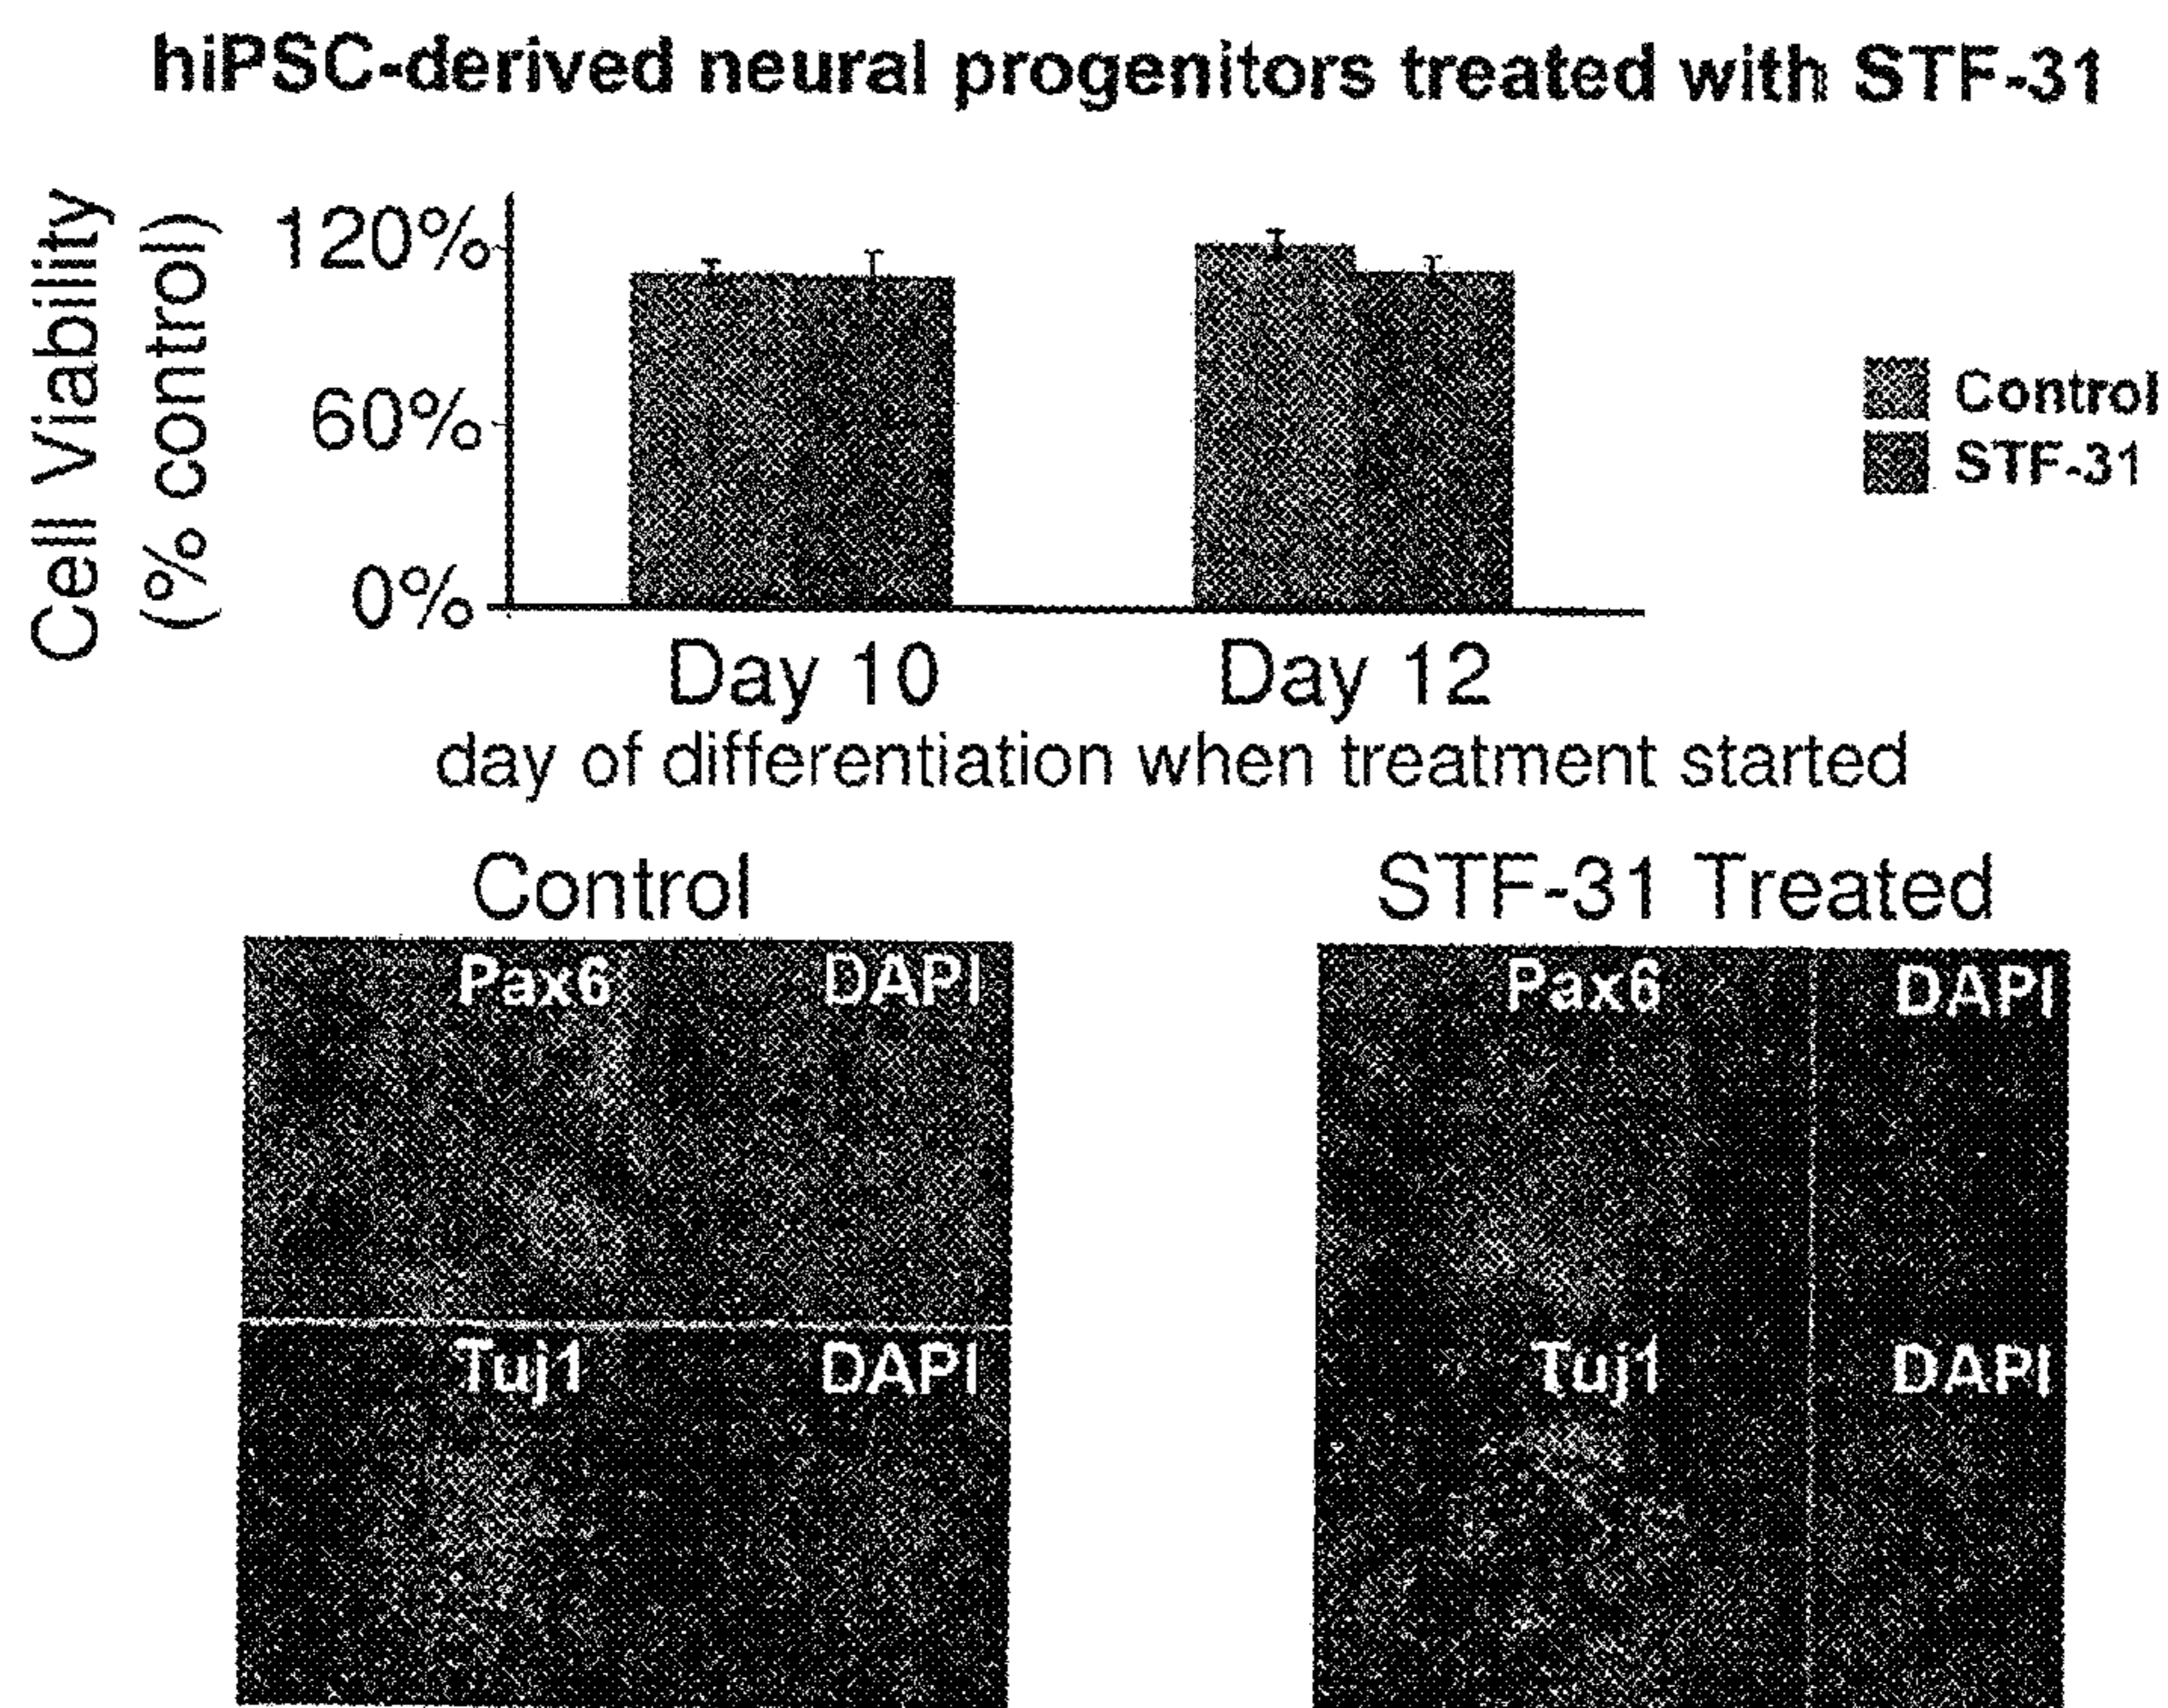 hiPSC-derived neural progenitors treated with STF-31
Cell Viability
(% control)
120%
60%
0%
Control
STF-31
Day 10
Day 12
day of differentiation when treatment started
Control
STF-31 Treated
Pax6
DAPI
Pax6
DAPI
Tuj1
DAPI
Tuj1
DAPI